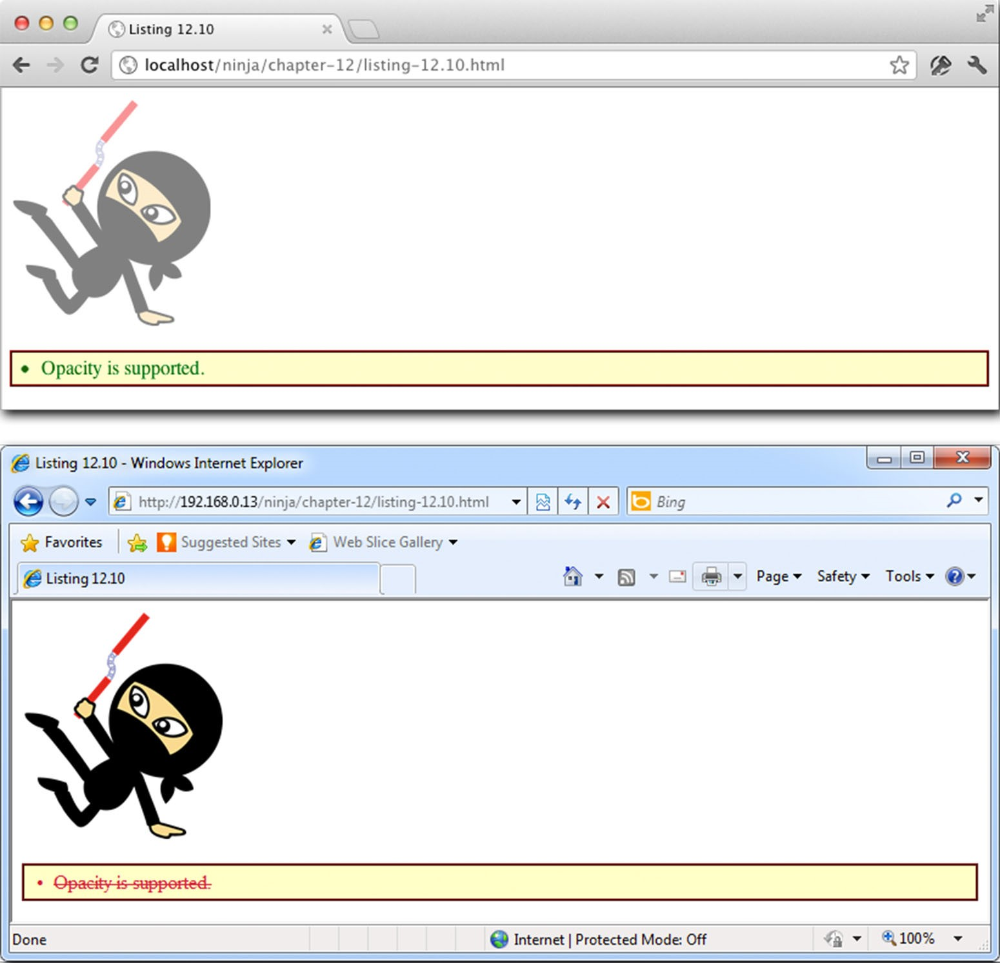 Listing 12.10
localhost/ninja/chapter-12/listing-12.10.html
• Opacity is supported.
Listing 12.10 - Windows Internet Explorer
http://192.168.0.13/ninja/chapter-12/listing-12.10.html Bing
Favorites Suggested Sites Web Slice Gallery
Listing 12.10 Page Safety Tools
• Opacity is supported.
Done Internet | Protected Mode: Off 100%